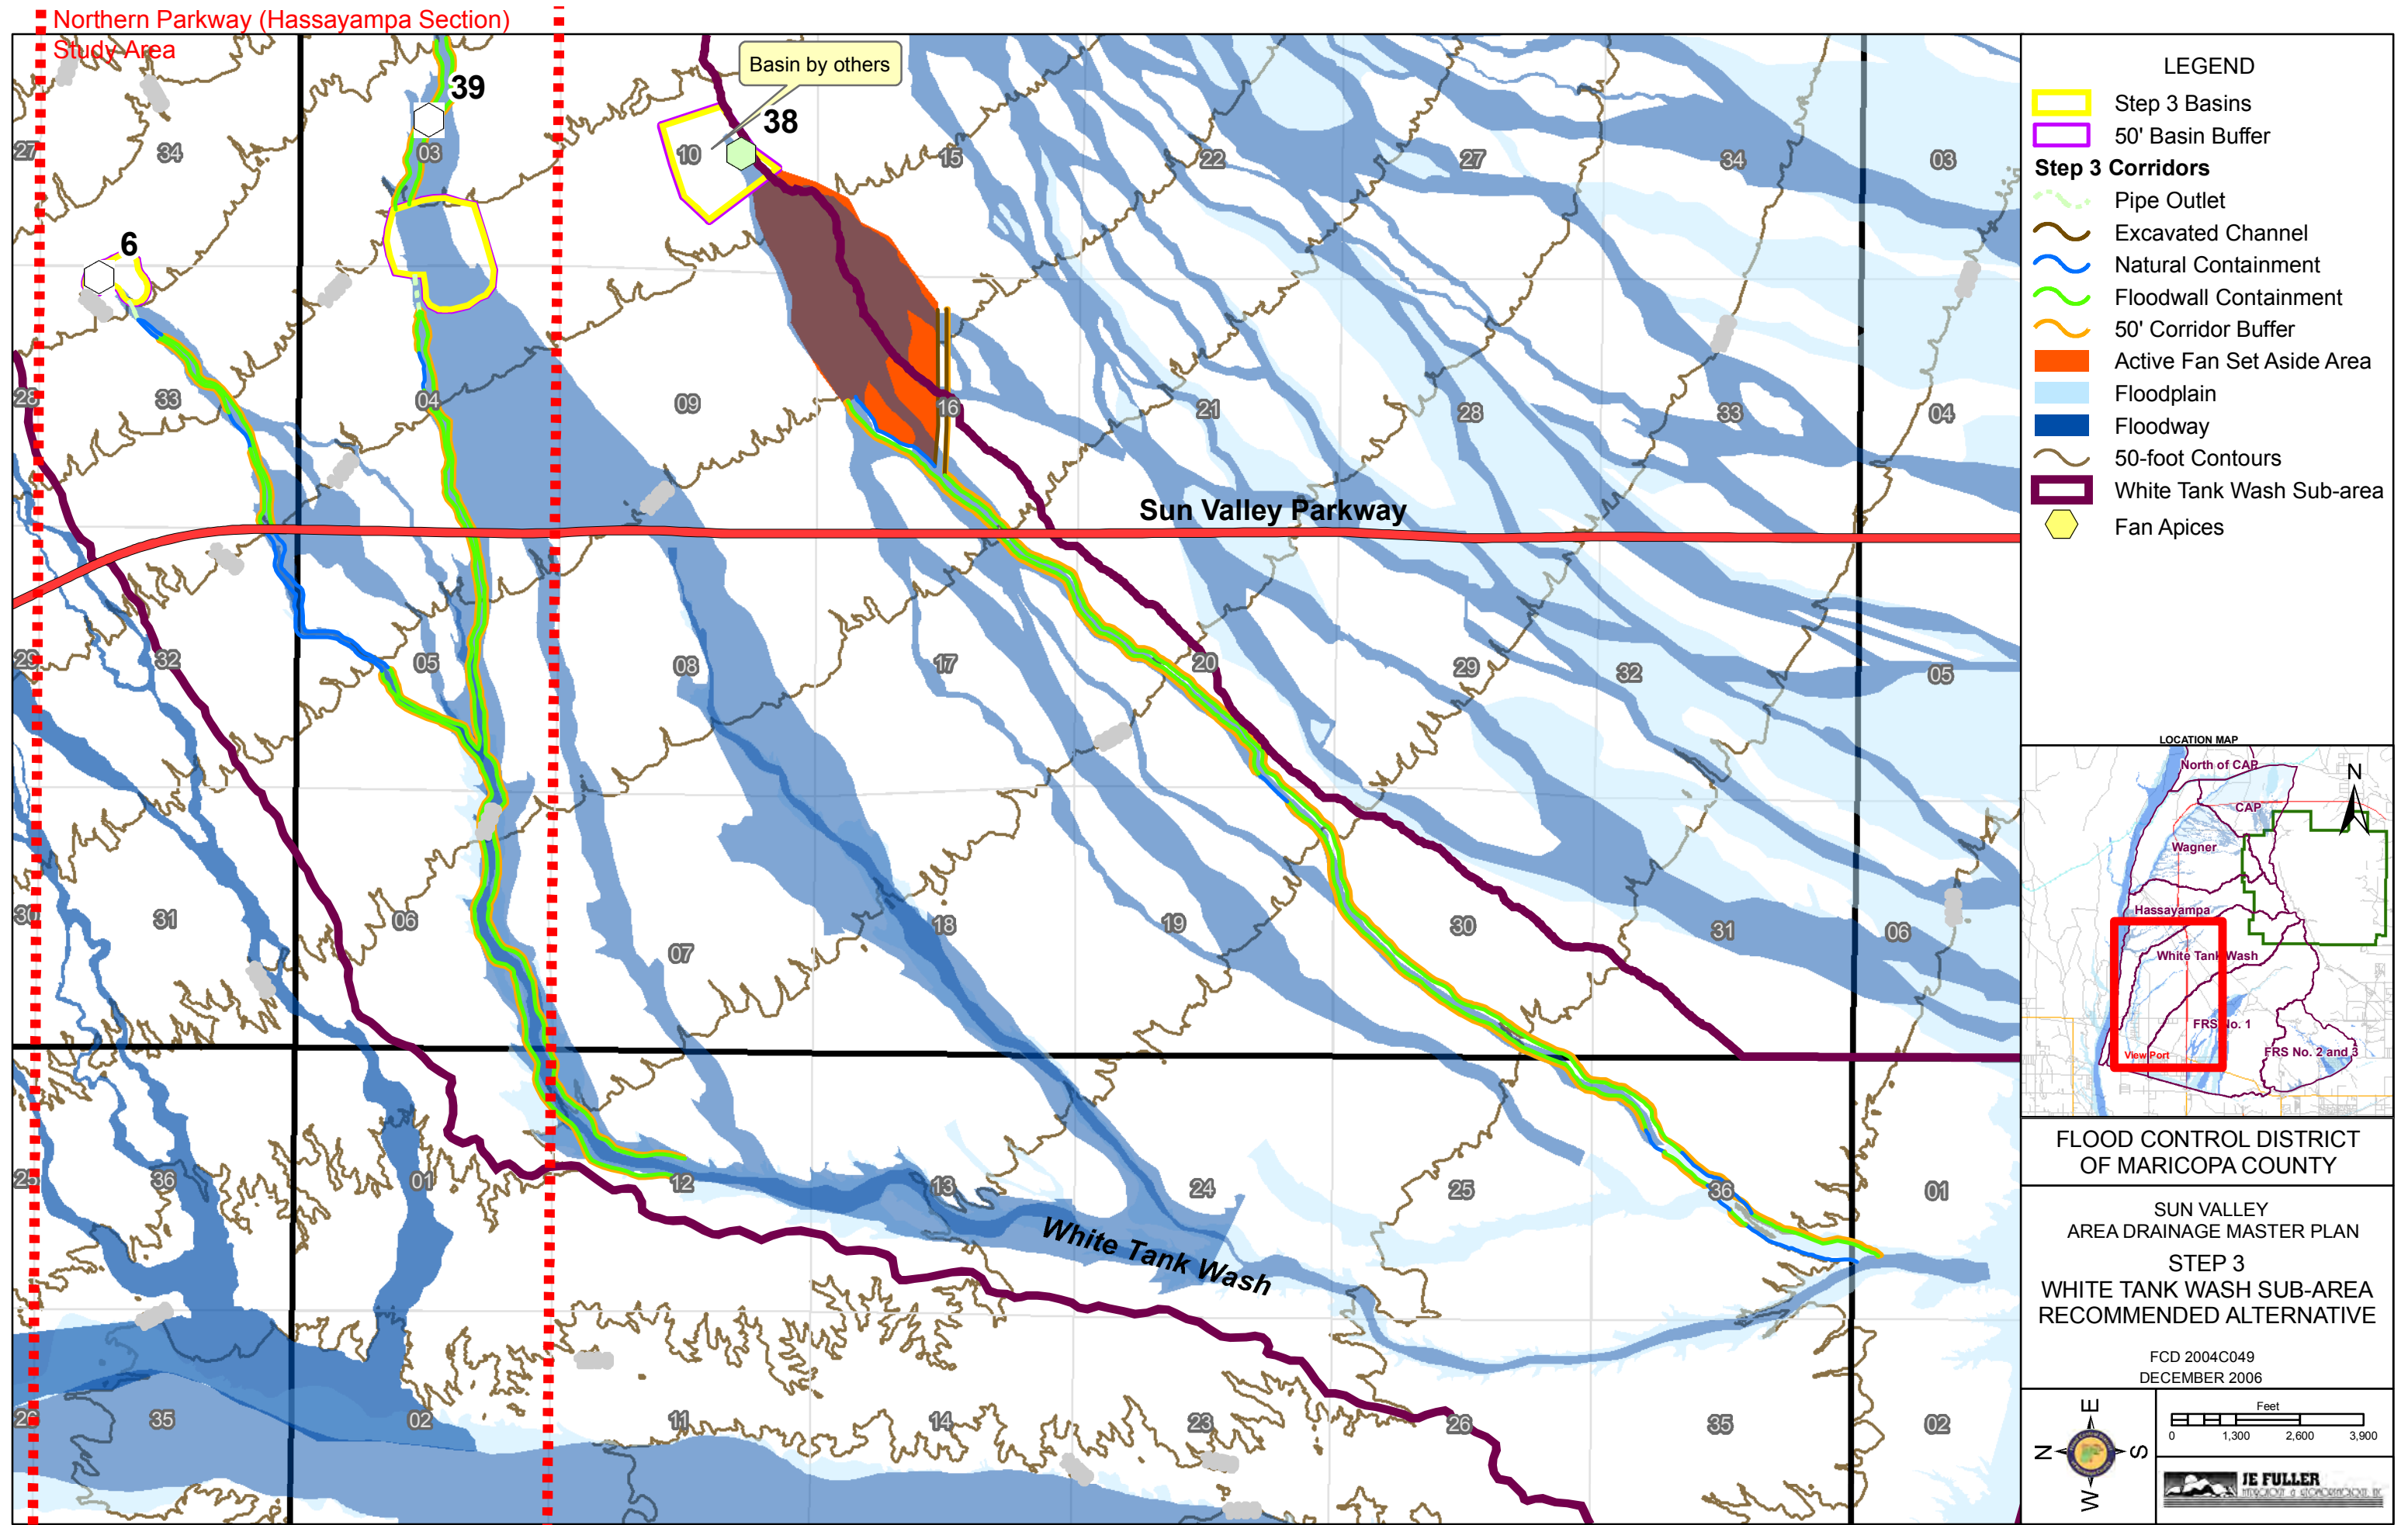 Northern Parkway (Hassayampa Section)
Study Area
39
Basin by others
38
27
34
03
10
15
22
27
34
03
6
28
33
04
09
16
21
28
33
04
Sun Valley Parkway
29
32
05
08
17
20
29
32
05
30
31
06
07
18
19
30
31
06
25
36
01
12
13
24
25
36
01
White Tank Wash
26
35
02
11
14
23
26
35
02
LEGEND
Step 3 Basins
50' Basin Buffer
Step 3 Corridors
Pipe Outlet
Excavated Channel
Natural Containment
Floodwall Containment
50' Corridor Buffer
Active Fan Set Aside Area
Floodplain
Floodway
50-foot Contours
White Tank Wash Sub-area
Fan Apices
LOCATION MAP
North of CAP
N
CAP
Wagner
Hassayampa
White Tank Wash
FRS No. 1
View Port
FRS No. 2 and 3
FLOOD CONTROL DISTRICT
OF MARICOPA COUNTY
SUN VALLEY
AREA DRAINAGE MASTER PLAN
STEP 3
WHITE TANK WASH SUB-AREA
RECOMMENDED ALTERNATIVE
FCD 2004C049
DECEMBER 2006
E
N
S
W
Feet
0 1,300 2,600 3,900
JE FULLER
HYDROLOGY & GEOMORPHOLOGY, INC.